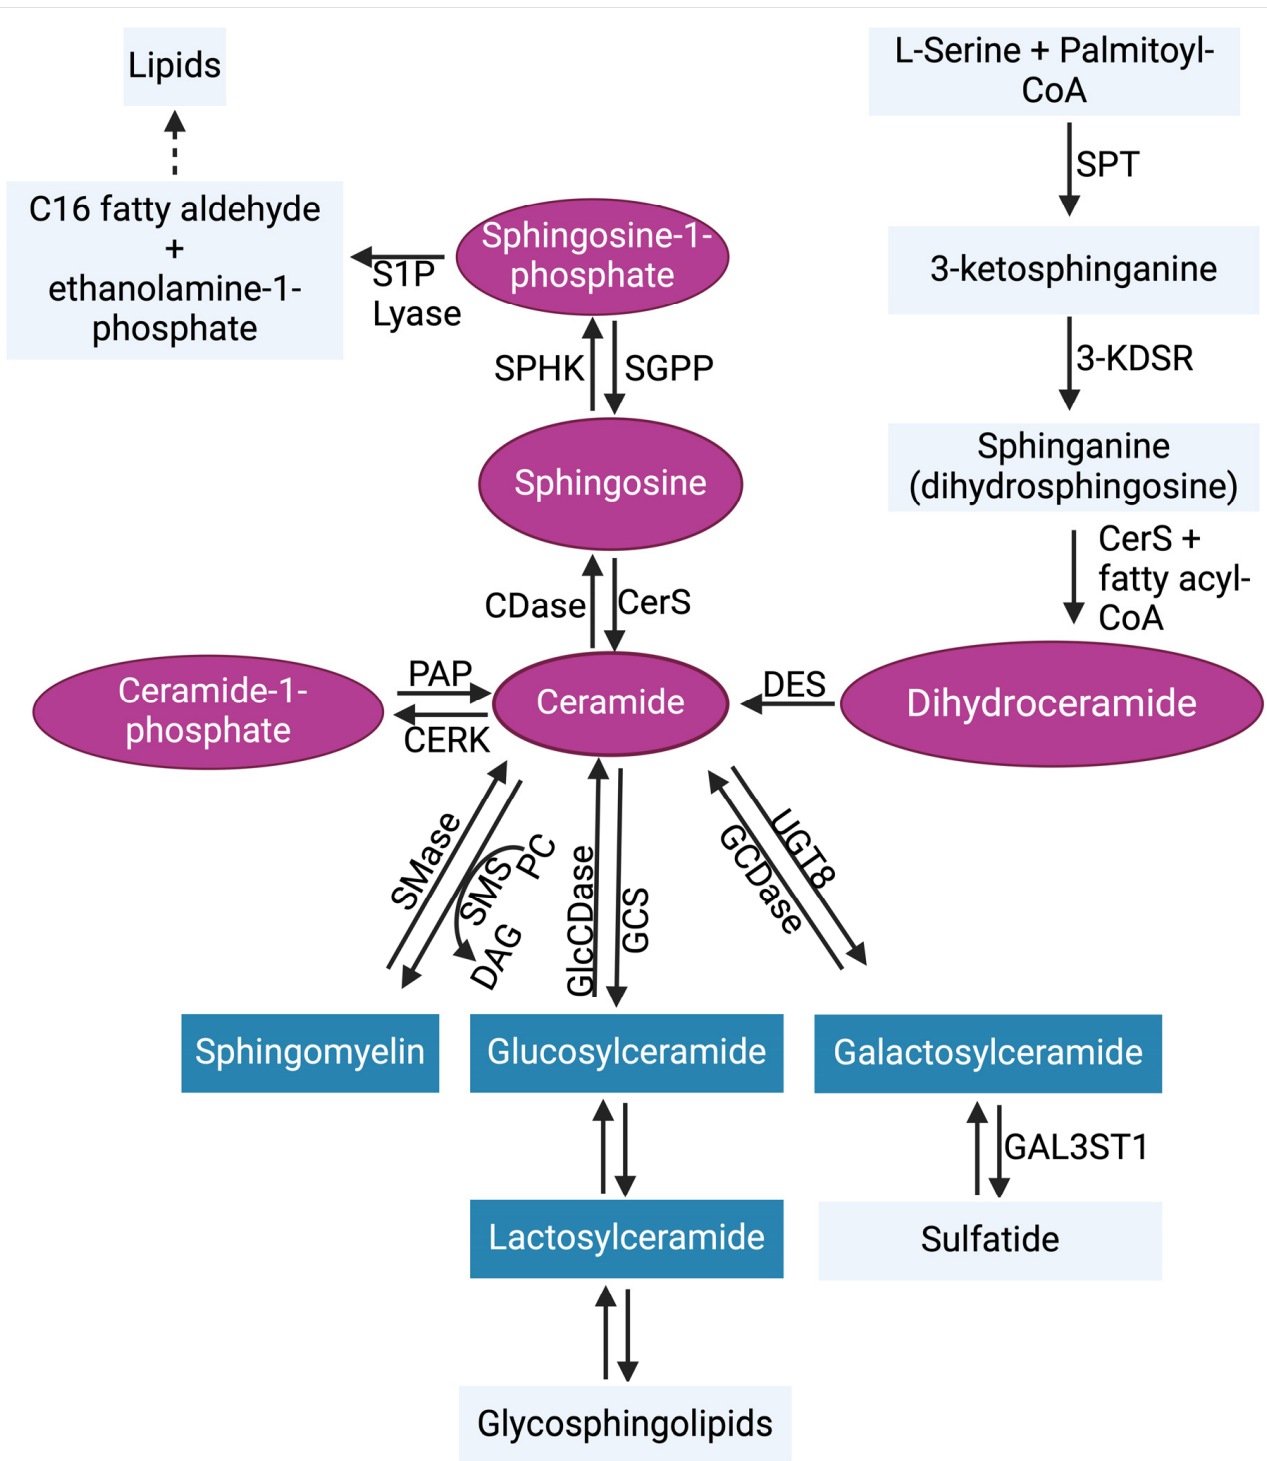 Lipids
L-Serine + Palmitoyl-
CoA
SPT
C16 fatty aldehyde
+
ethanolamine-1-
phosphate
S1P
Lyase
Sphingosine-1-
phosphate
3-ketosphinganine
SPHK
SGPP
3-KDSR
Sphingosine
Sphinganine
(dihydrosphingosine)
CerS +
fatty acyl-
CoA
CDase
CerS
Ceramide-1-
phosphate
PAP
CERK
Ceramide
DES
Dihydroceramide
SMase
SMS
PC
DAG
GlcCDase
GCS
GCDase
UGT8
Sphingomyelin
Glucosylceramide
Galactosylceramide
GAL3ST1
Lactosylceramide
Sulfatide
Glycosphingolipids